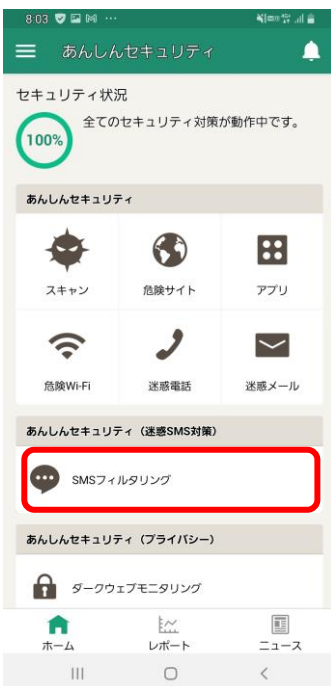 8:03
あんしんセキュリティ
セキュリティ状況
100%
全てのセキュリティ対策が動作中です。
あんしんセキュリティ
スキャン 危険サイト アプリ
危険Wi-Fi 迷惑電話 迷惑メール
あんしんセキュリティ（迷惑SMS対策）
SMSフィルタリング
あんしんセキュリティ（プライバシー）
ダークウェブモニタリング
ホーム レポート ニュース